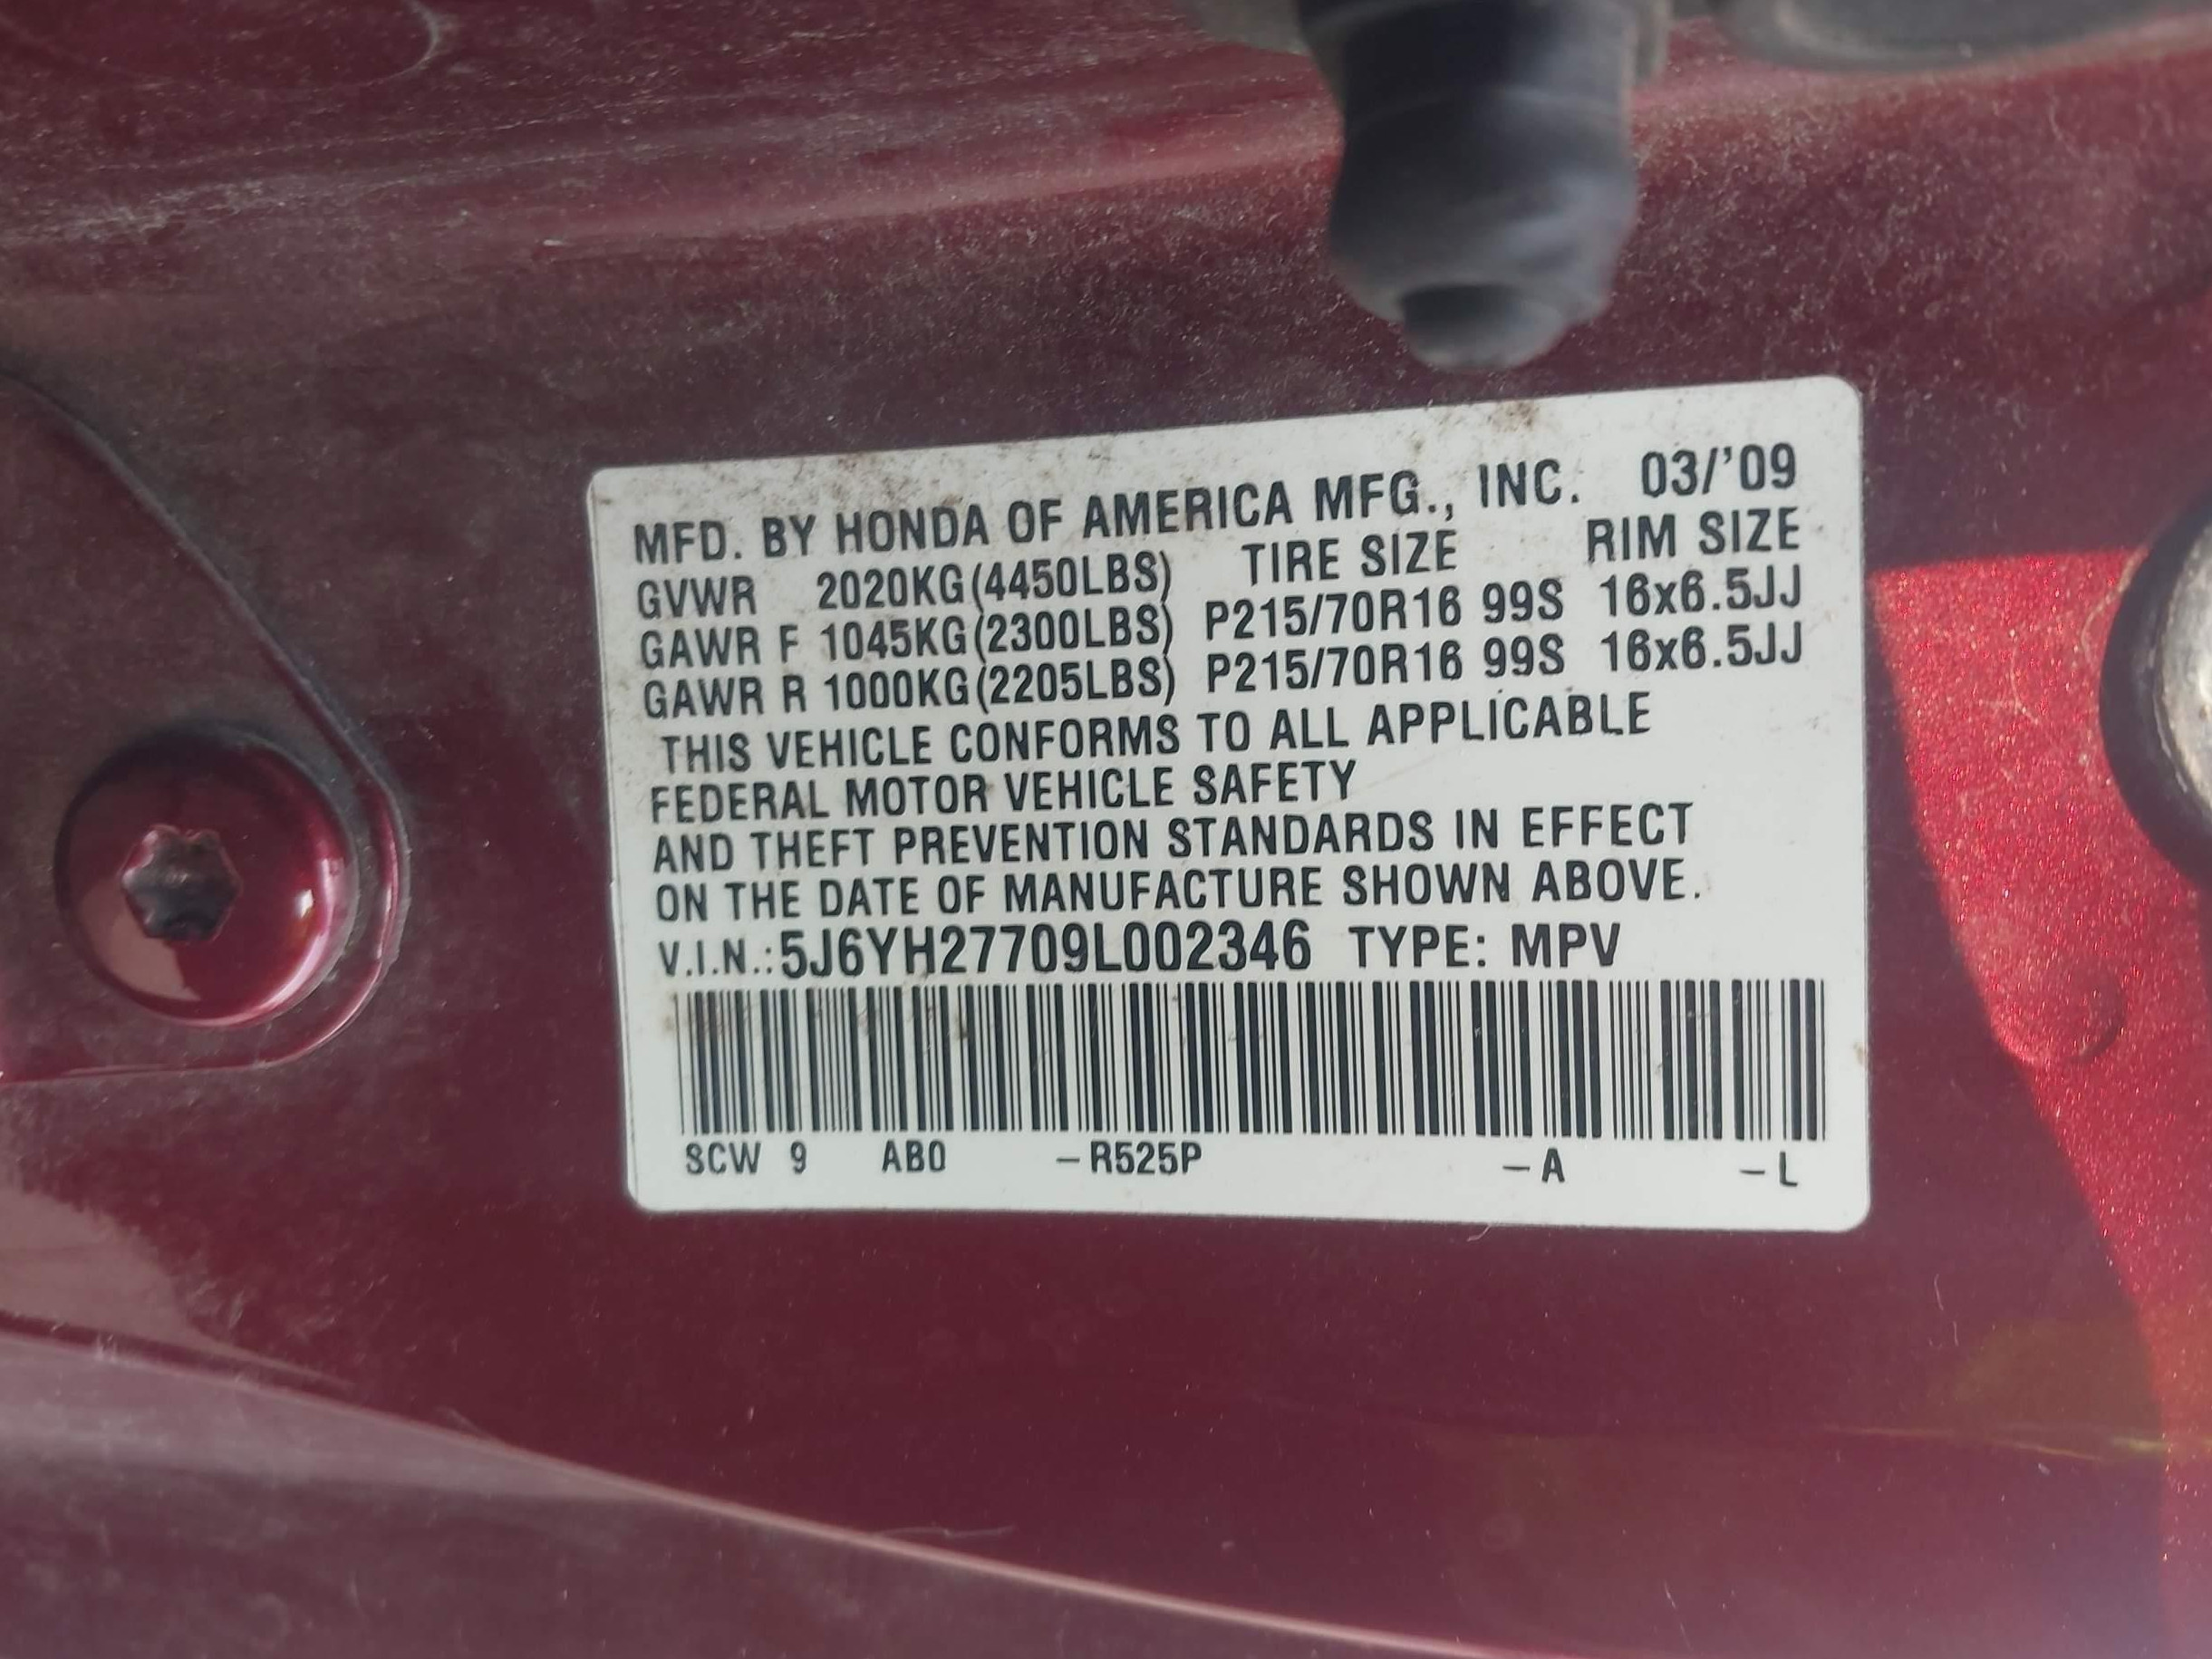 MFD. BY HONDA OF AMERICA MFG., INC. 03/'09
GVWR 2020KG(4450LBS) TIRE SIZE RIM SIZE
GAWR F 1045KG(2300LBS) P215/70R16 99S 16x6.5JJ
GAWR R 1000KG(2205LBS) P215/70R16 99S 16x6.5JJ
THIS VEHICLE CONFORMS TO ALL APPLICABLE
FEDERAL MOTOR VEHICLE SAFETY
AND THEFT PREVENTION STANDARDS IN EFFECT
ON THE DATE OF MANUFACTURE SHOWN ABOVE.
V.I.N.:5J6YH27709L002346 TYPE: MPV
SCW 9 AB0 -R525P -A -L